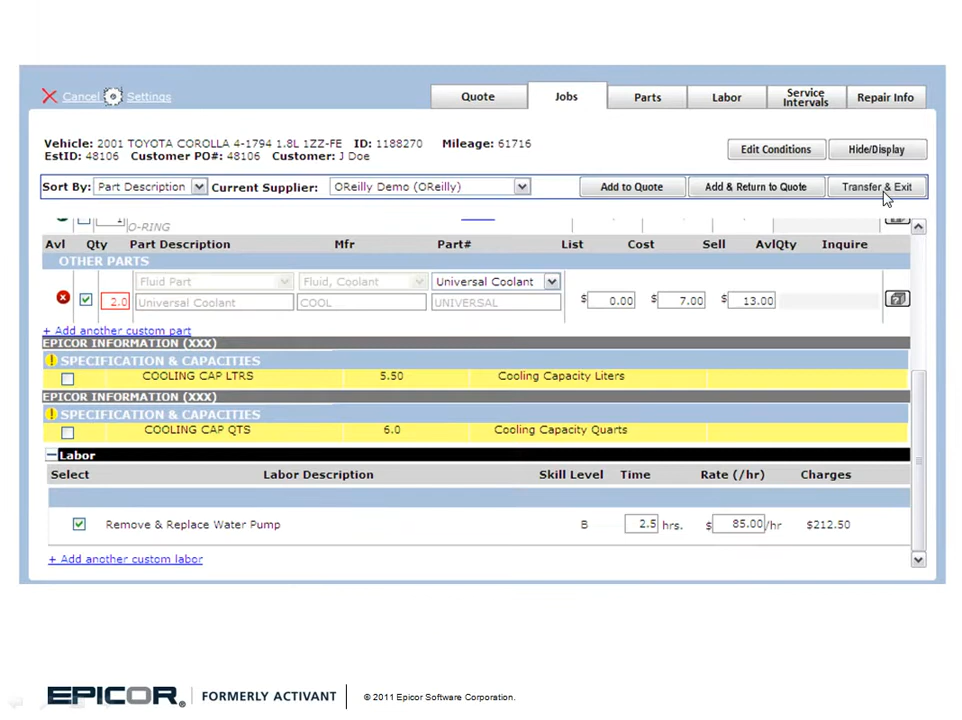 Cancel Settings
Quote Jobs Parts Labor Service Intervals Repair Info
Vehicle: 2001 TOYOTA COROLLA 4-1794 1.8L 1ZZ-FE ID: 1188270 Mileage: 61716
EstID: 48106 Customer PO#: 48106 Customer: J Doe
Edit Conditions Hide/Display
Sort By: Part Description Current Supplier: OReilly Demo (OReilly) Add to Quote Add & Return to Quote Transfer & Exit
O-RING
Avl Qty Part Description Mfr Part# List Cost Sell AvlQty Inquire
OTHER PARTS
Fluid Part Fluid, Coolant Universal Coolant
2.0 Universal Coolant COOL UNIVERSAL $ 0.00 $ 7.00 $ 13.00
+ Add another custom part
EPICOR INFORMATION (XXX)
SPECIFICATION & CAPACITIES
COOLING CAP LTRS 5.50 Cooling Capacity Liters
EPICOR INFORMATION (XXX)
SPECIFICATION & CAPACITIES
COOLING CAP QTS 6.0 Cooling Capacity Quarts
Labor
Select Labor Description Skill Level Time Rate (/hr) Charges
Remove & Replace Water Pump B 2.5 hrs. $ 85.00/hr $212.50
+ Add another custom labor
EPICOR® FORMERLY ACTIVANT © 2011 Epicor Software Corporation.